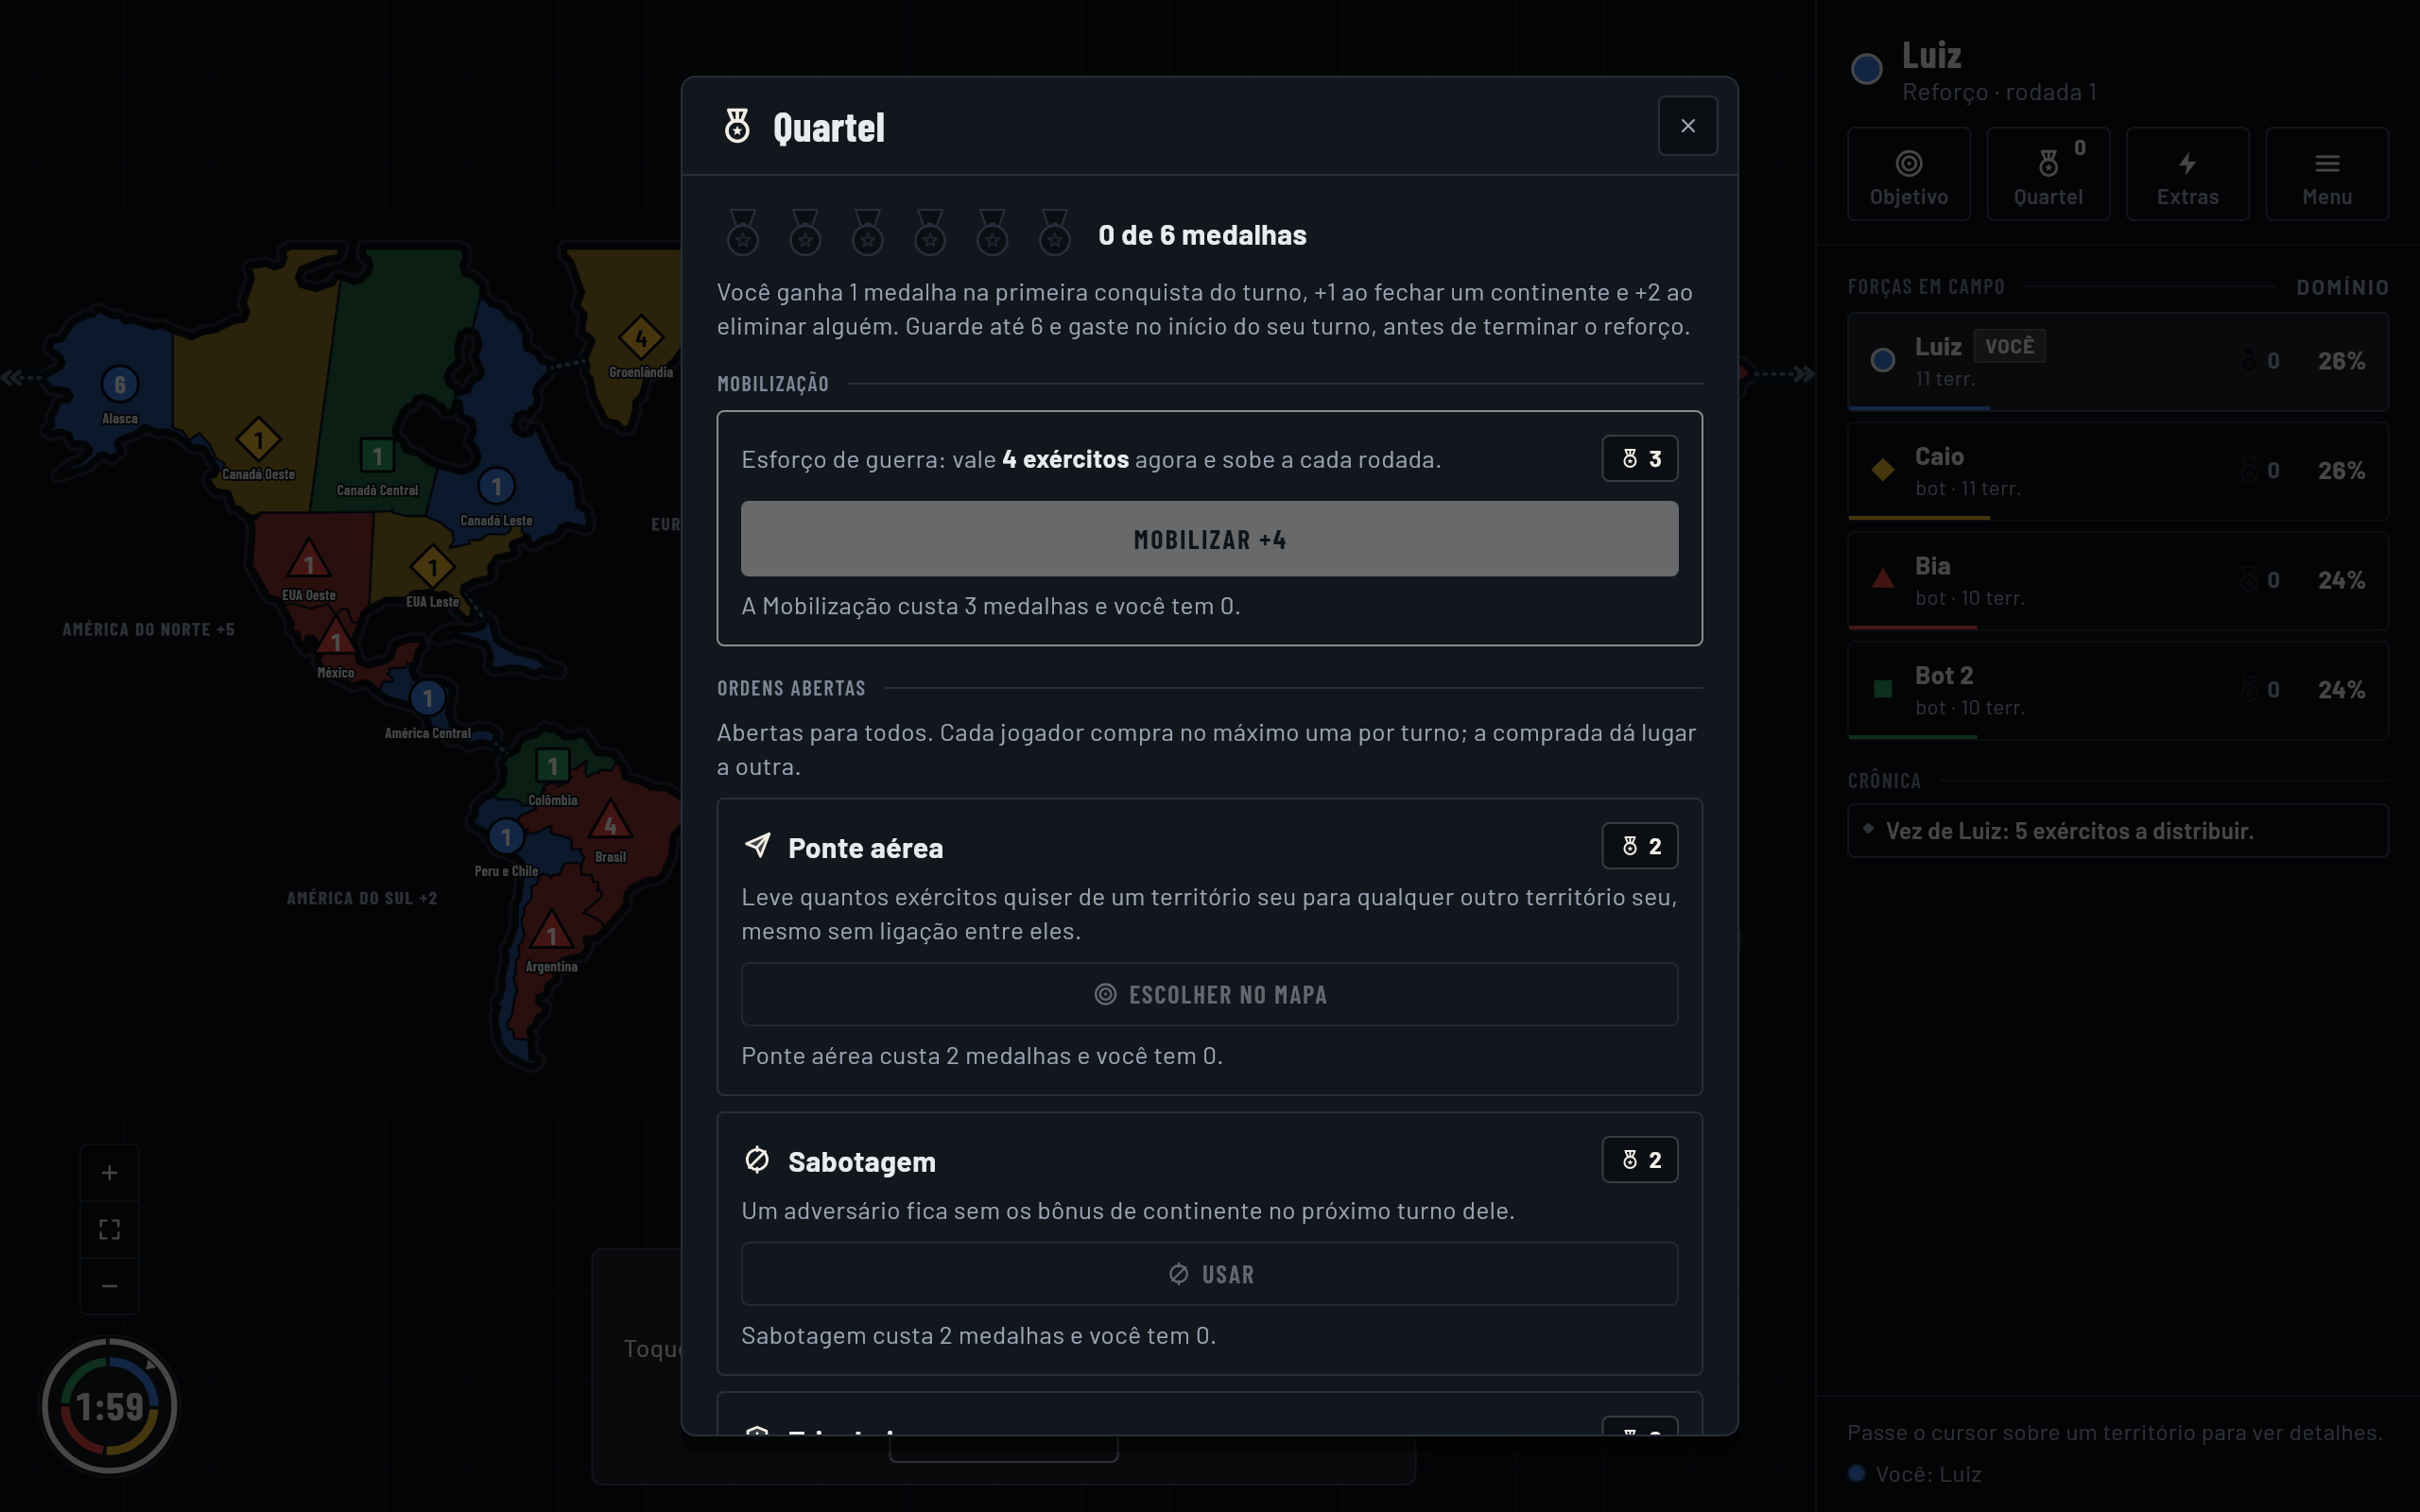 Quartel
0 de 6 medalhas
Você ganha 1 medalha na primeira conquista do turno, +1 ao fechar um continente e +2 ao
eliminar alguém. Guarde até 6 e gaste no início do seu turno, antes de terminar o reforço.
MOBILIZAÇÃO
Esforço de guerra: vale 4 exércitos agora e sobe a cada rodada.
3
MOBILIZAR +4
A Mobilização custa 3 medalhas e você tem 0.
ORDENS ABERTAS
Abertas para todos. Cada jogador compra no máximo uma por turno; a comprada dá lugar
a outra.
Ponte aérea
2
Leve quantos exércitos quiser de um território seu para qualquer outro território seu,
mesmo sem ligação entre eles.
ESCOLHER NO MAPA
Ponte aérea custa 2 medalhas e você tem 0.
Sabotagem
2
Um adversário fica sem os bônus de continente no próximo turno dele.
USAR
Sabotagem custa 2 medalhas e você tem 0.
4
Groenlândia
6
Alasca
1
Canadá Oeste
1
Canadá Central
1
Canadá Leste
EUR
1
EUA Oeste
1
EUA Leste
AMÉRICA DO NORTE +5
1
México
1
América Central
1
Colômbia
1
Peru e Chile
4
Brasil
AMÉRICA DO SUL +2
1
Argentina
+
−
1:59
Toque
Luiz
Reforço · rodada 1
Objetivo
0
Quartel
Extras
Menu
FORÇAS EM CAMPO
DOMÍNIO
Luiz VOCÊ
11 terr.
0
26%
Caio
bot · 11 terr.
0
26%
Bia
bot · 10 terr.
0
24%
Bot 2
bot · 10 terr.
0
24%
CRÔNICA
Vez de Luiz: 5 exércitos a distribuir.
Passe o cursor sobre um território para ver detalhes.
Você: Luiz